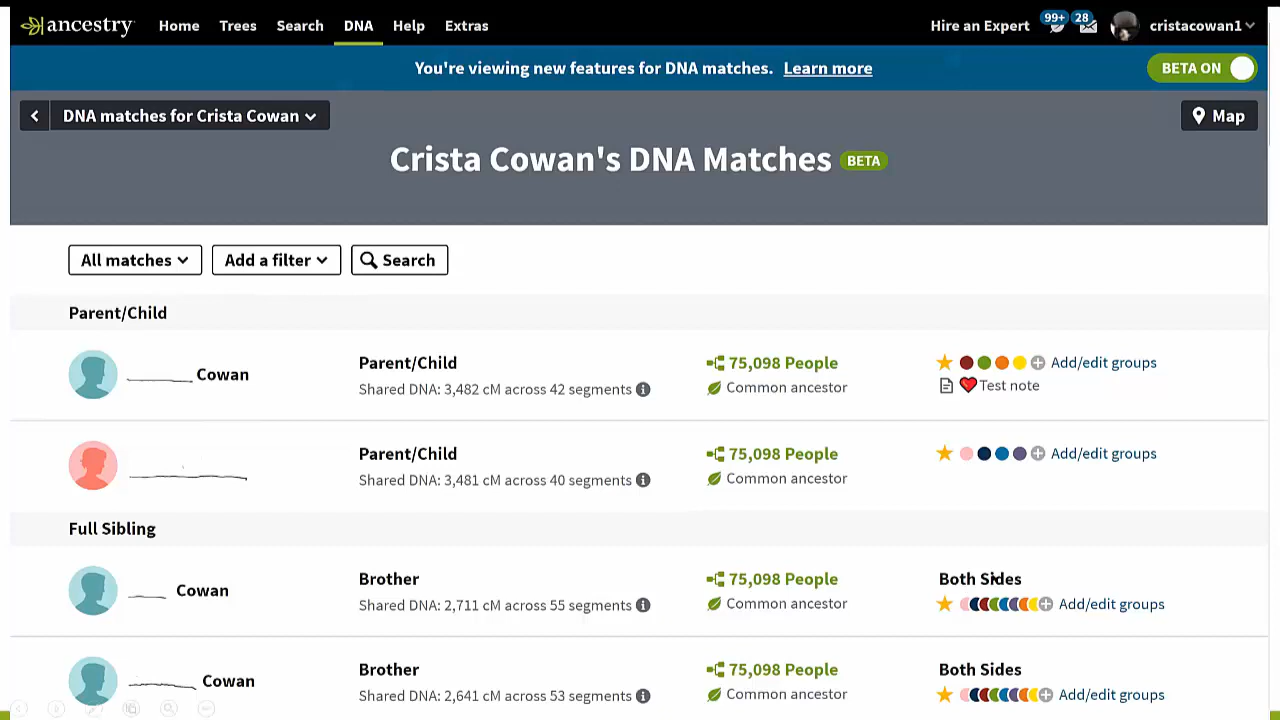 ancestry Home Trees Search DNA Help Extras Hire an Expert 99+ 28 cristacowan1
You're viewing new features for DNA matches. Learn more BETA ON
DNA matches for Crista Cowan Map
Crista Cowan's DNA Matches BETA
All matches Add a filter Search
Parent/Child
Cowan
Parent/Child
Shared DNA: 3,482 cM across 42 segments
75,098 People
Common ancestor
Add/edit groups
Test note
Parent/Child
Shared DNA: 3,481 cM across 40 segments
75,098 People
Common ancestor
Add/edit groups
Full Sibling
Cowan
Brother
Shared DNA: 2,711 cM across 55 segments
75,098 People
Common ancestor
Both Sides
Add/edit groups
Cowan
Brother
Shared DNA: 2,641 cM across 53 segments
75,098 People
Common ancestor
Both Sides
Add/edit groups